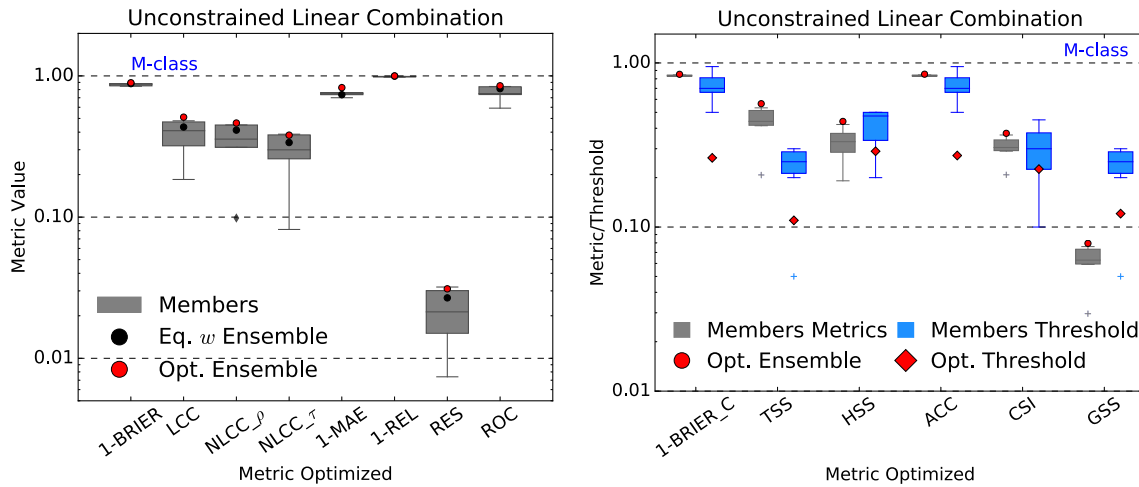 Unconstrained Linear Combination
M-class
Metric Value
1.00
0.10
0.01
Members
Eq. w Ensemble
Opt. Ensemble
1-BRIER
LCC
NLCC_ρ
NLCC_τ
1-MAE
1-REL
RES
ROC
Metric Optimized
Unconstrained Linear Combination
M-class
Metric/Threshold
1.00
0.10
0.01
Members Metrics
Members Threshold
Opt. Ensemble
Opt. Threshold
1-BRIER_C
TSS
HSS
ACC
CSI
GSS
Metric Optimized